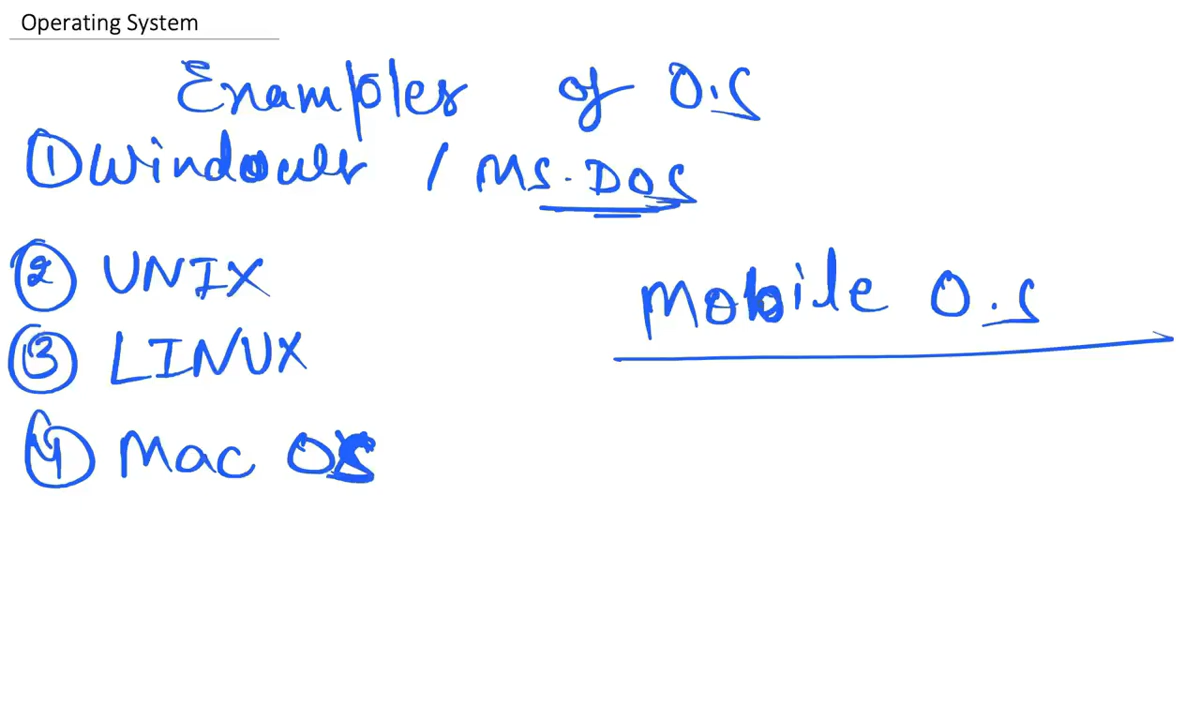 Operating System
Examples of O.S
① Windows / MS-DOS
② UNIX
③ LINUX
④ Mac OS
Mobile O.S